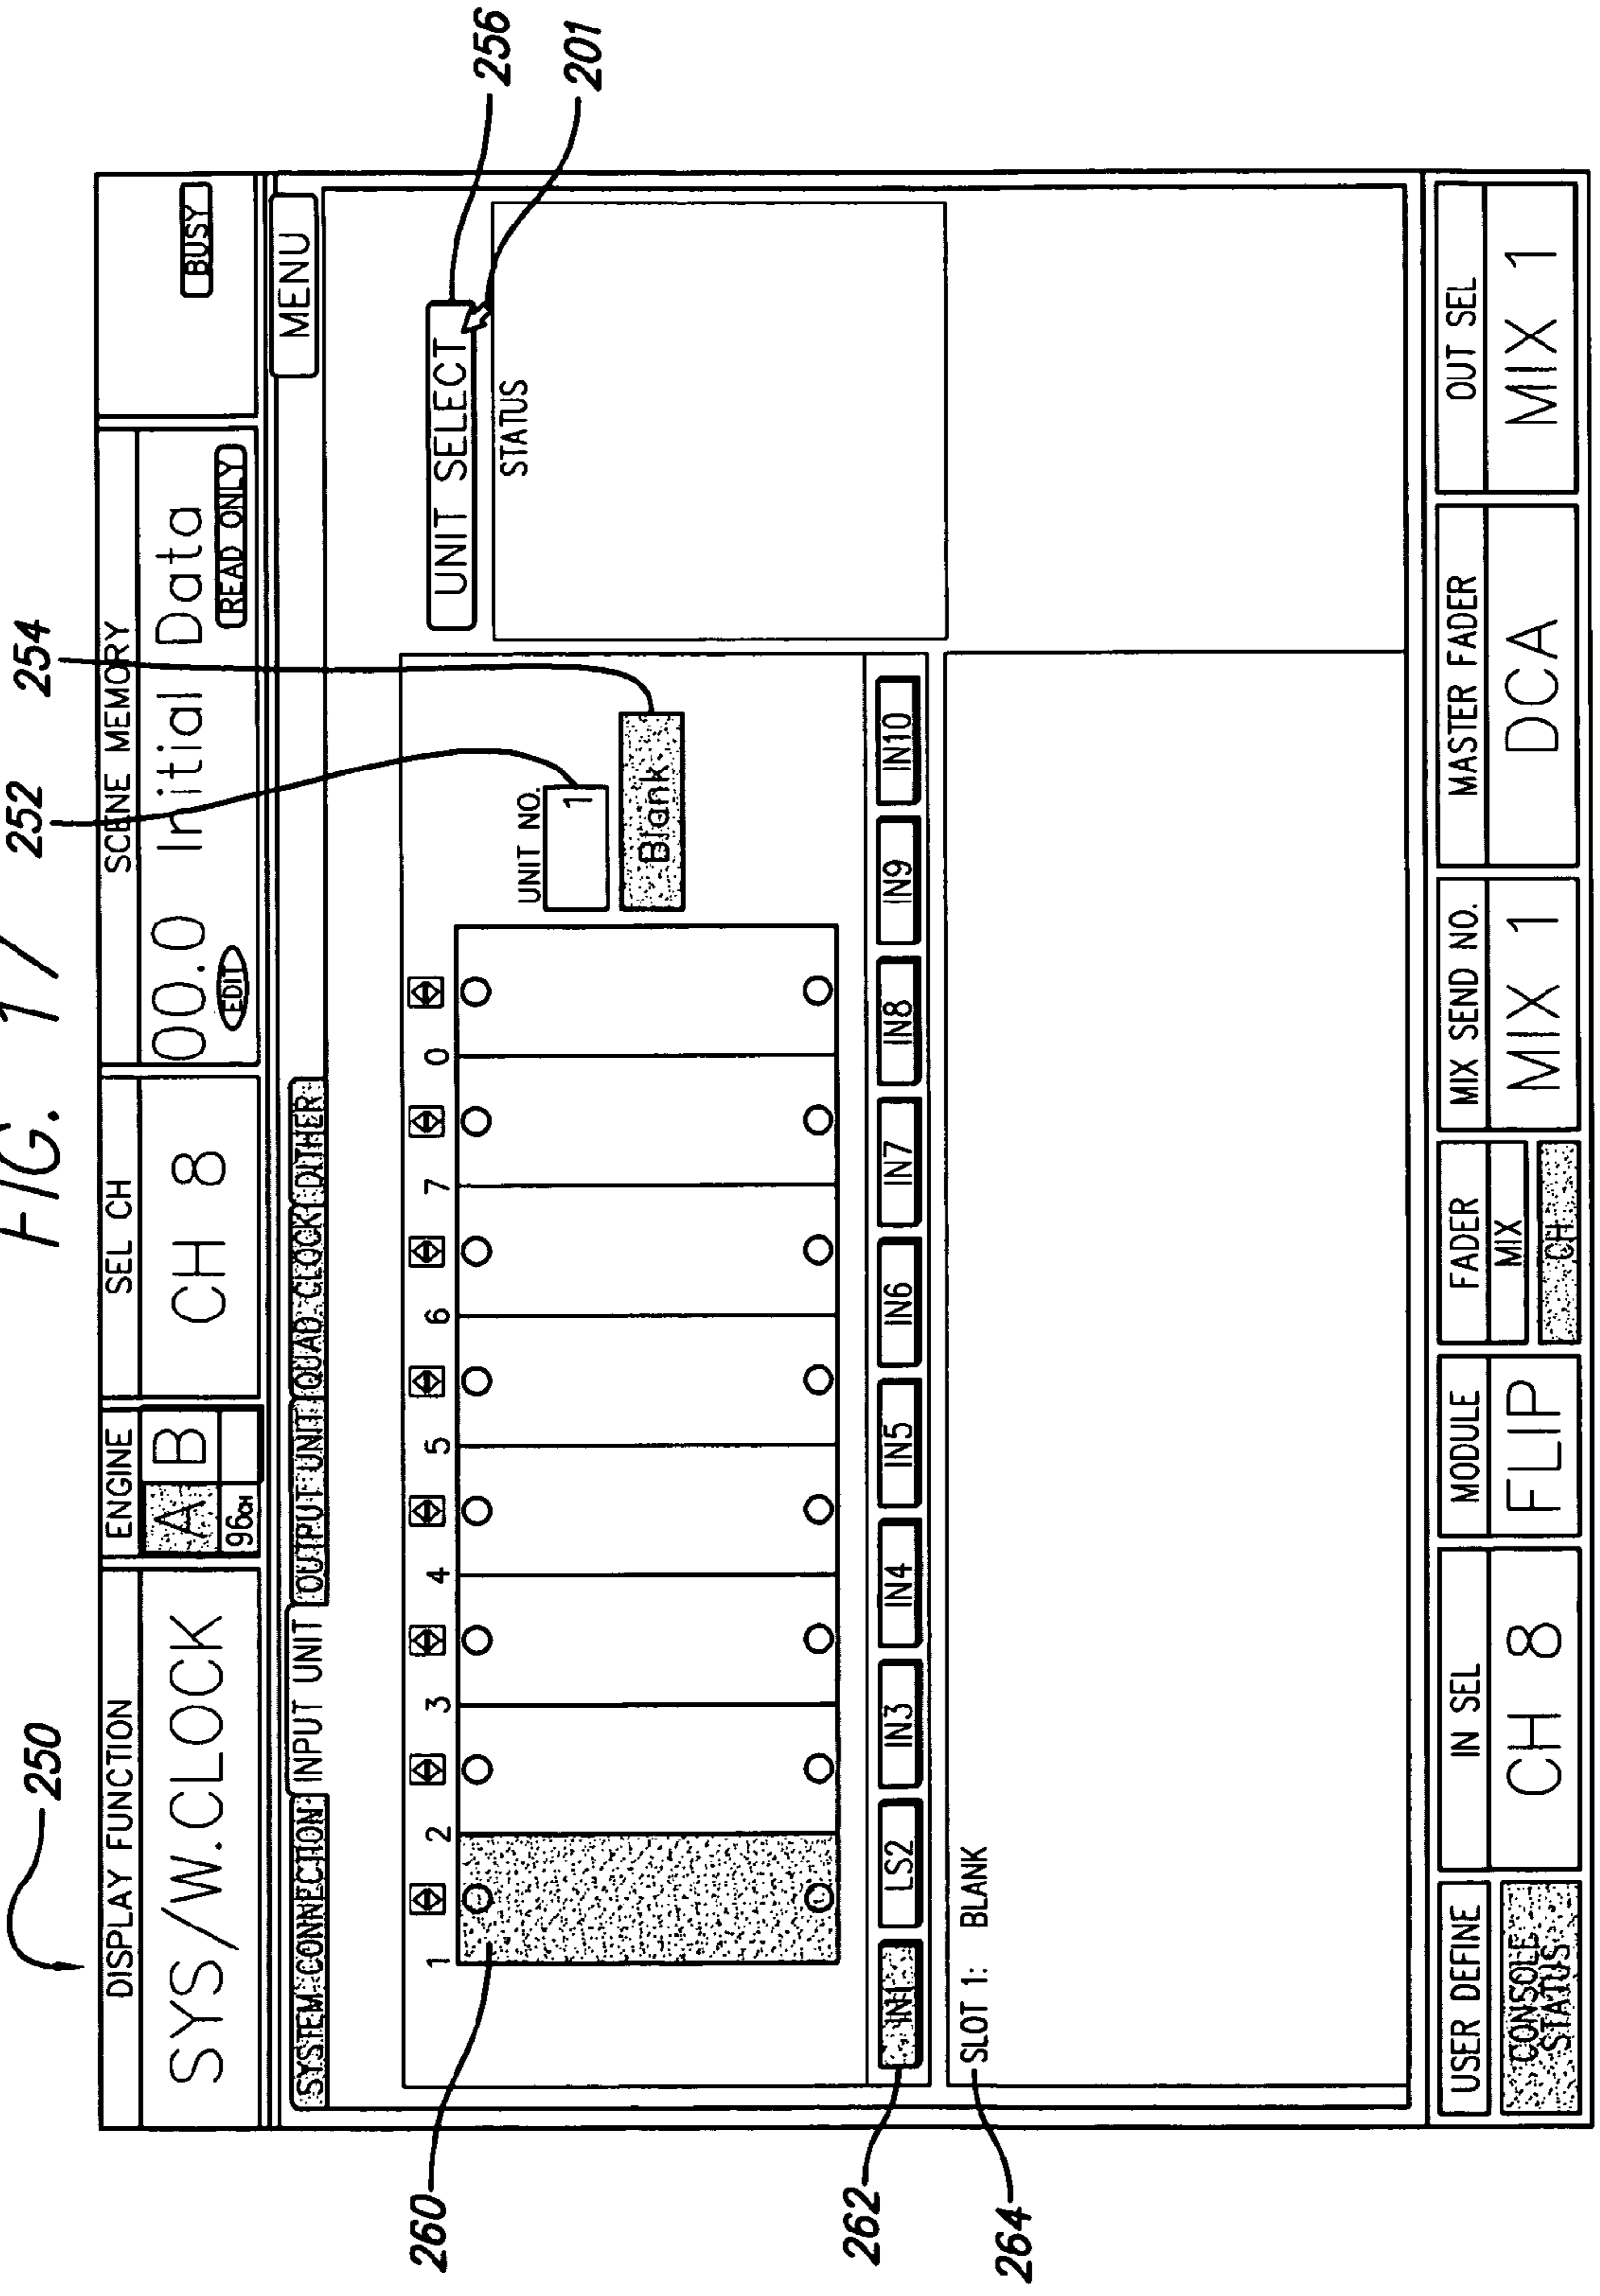 FIG. 17
250
252
254
DISPLAY FUNCTION
SYS/W.CLOCK
ENGINE
A B
96CH
SEL CH
CH 8
SCENE MEMORY
00.0 Initial Data
EDIT
READ ONLY
BUSY
SYSTEM CONNECTION INPUT UNIT OUTPUT UNIT QUAD CLOCK DITHER
MENU
UNIT SELECT
256
STATUS
201
1 2 3 4 5 6 7 0
UNIT NO.
1
Blank
260
IN1 LS2 IN3 IN4 IN5 IN6 IN7 IN8 IN9 IN10
262
SLOT 1: BLANK
264
USER DEFINE
CONSOLE
STATUS
IN SEL
CH 8
MODULE
FLIP
FADER
MIX
CH
MIX SEND NO.
MIX 1
MASTER FADER
DCA
OUT SEL
MIX 1